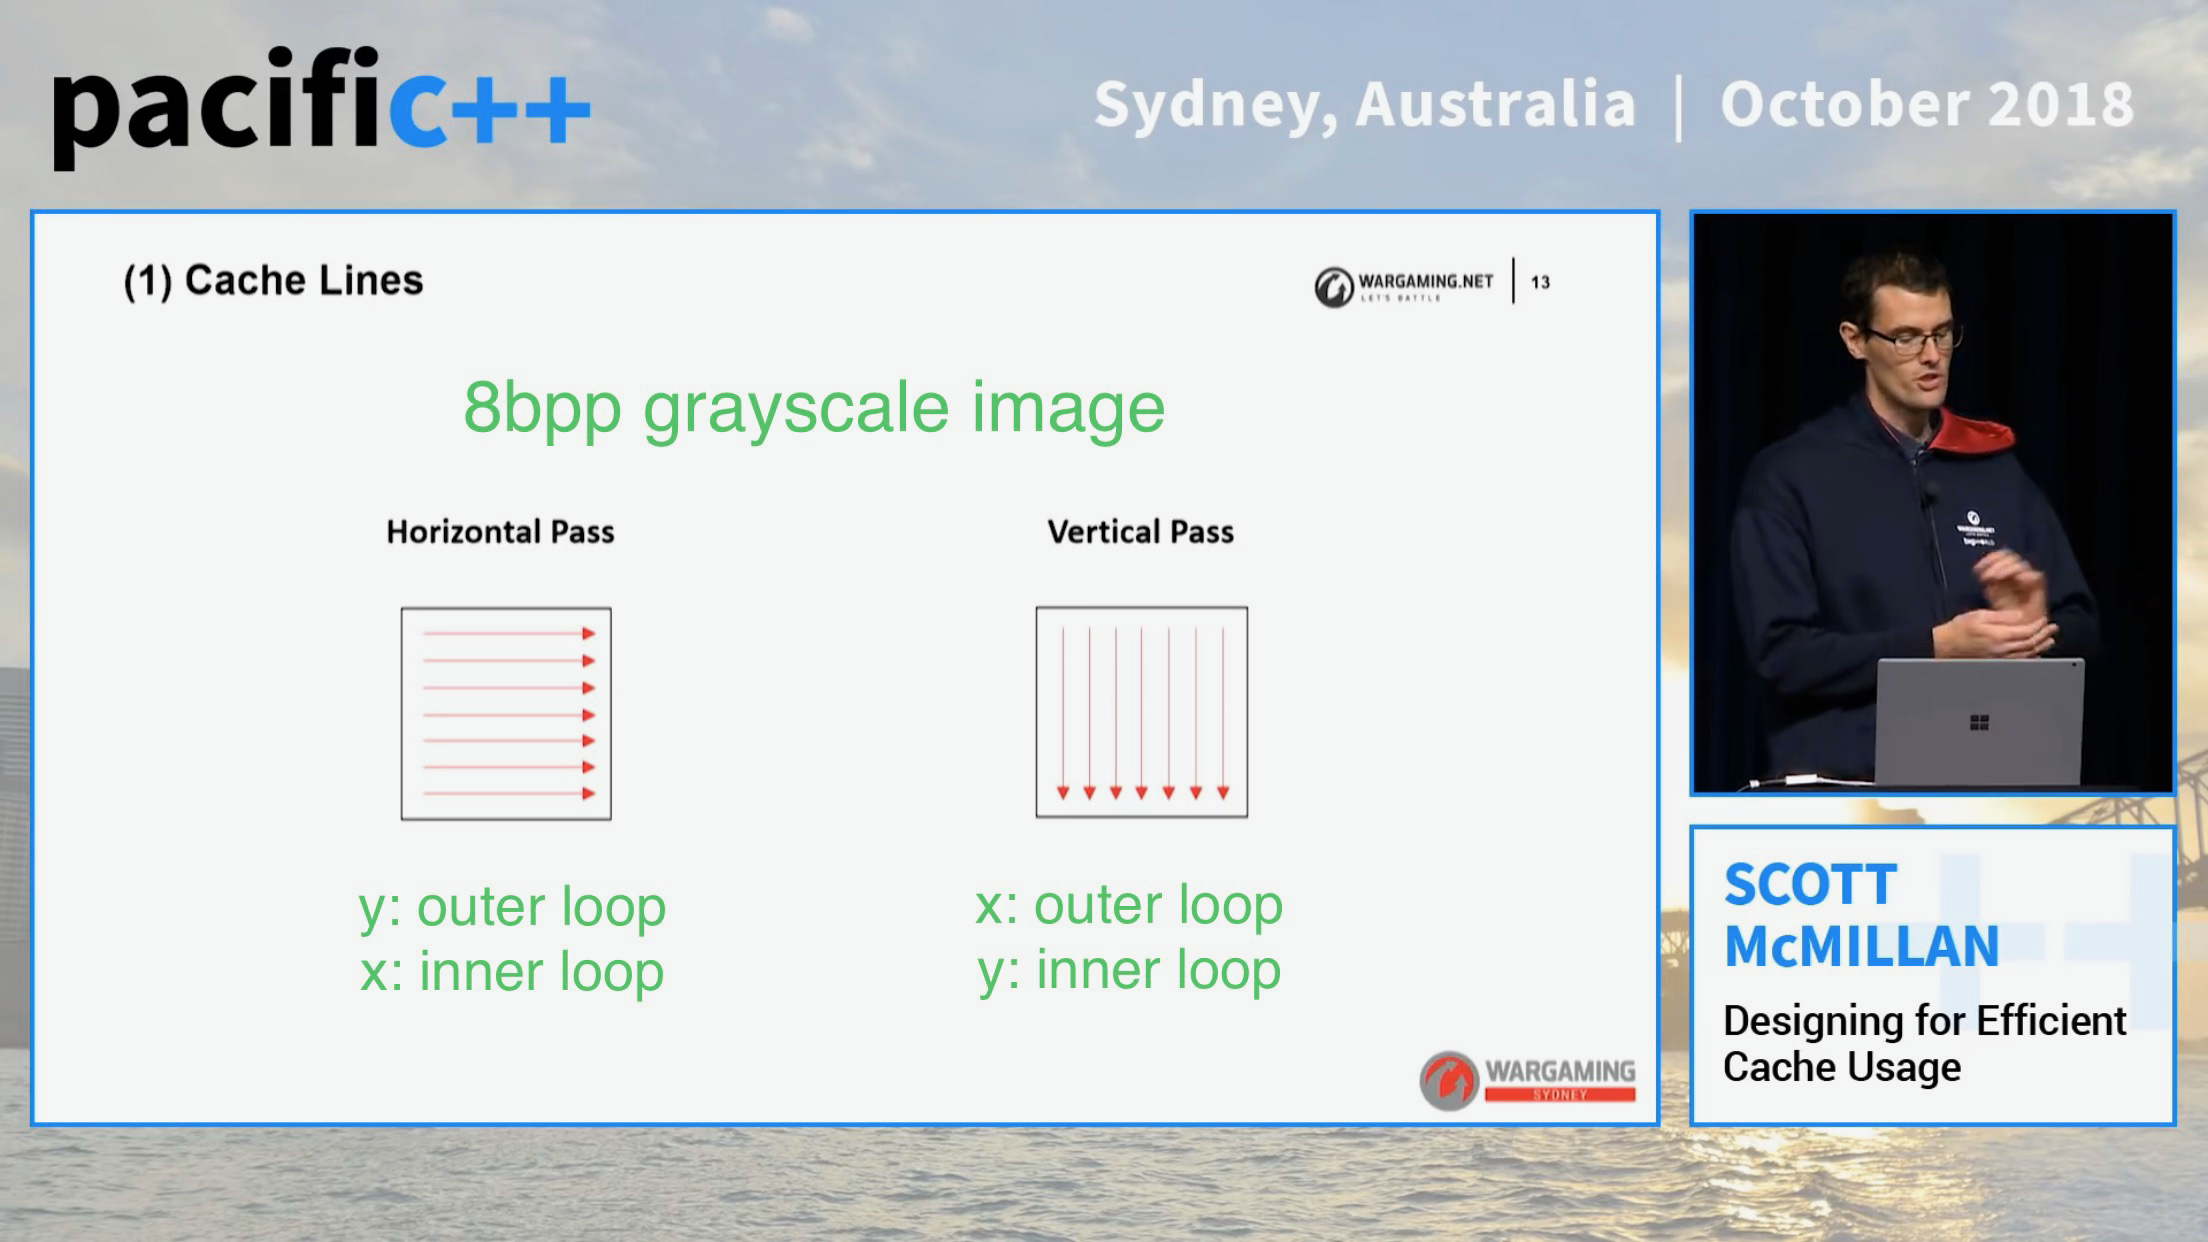 pacific++
Sydney, Australia | October 2018
(1) Cache Lines
WARGAMING.NET
LET'S BATTLE
13
8bpp grayscale image
Horizontal Pass
Vertical Pass
y: outer loop
x: inner loop
x: outer loop
y: inner loop
WARGAMING
SYDNEY
SCOTT
McMILLAN
Designing for Efficient
Cache Usage